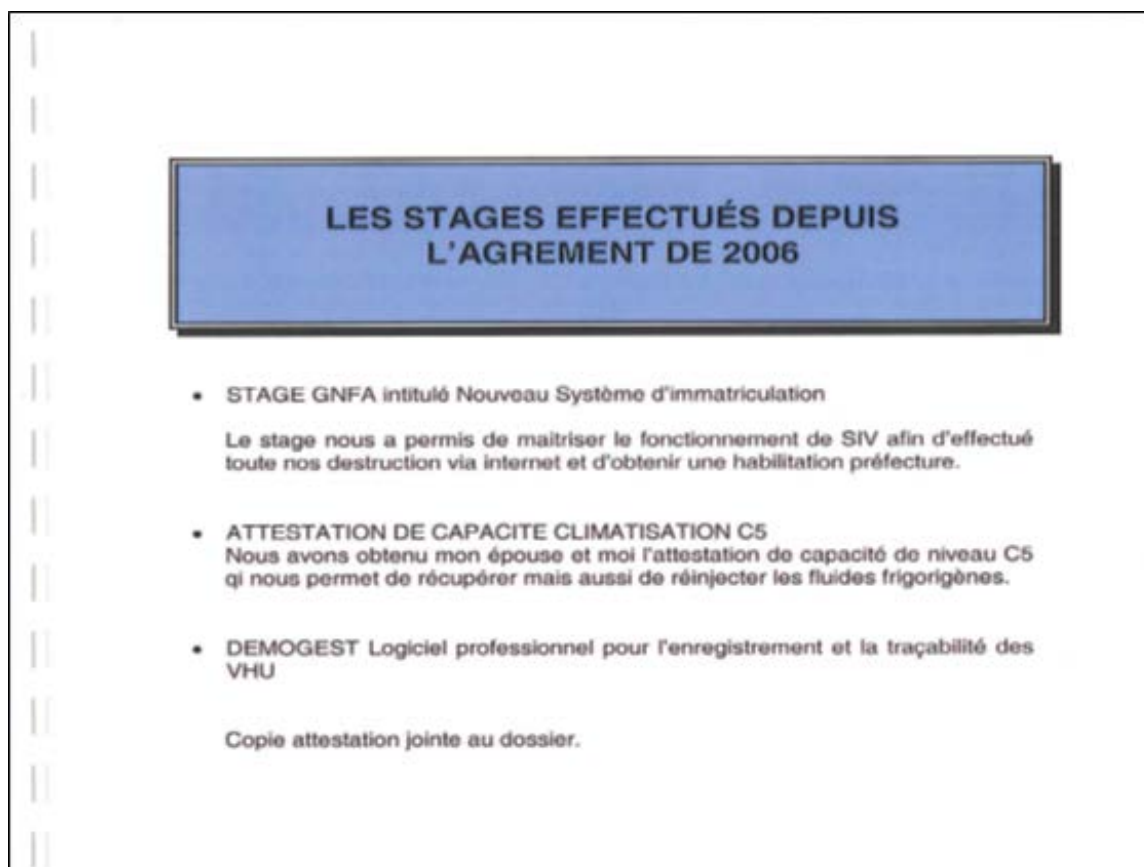 LES STAGES EFFECTUÉS DEPUIS
L'AGREMENT DE 2006
• STAGE GNFA intitulé Nouveau Système d'immatriculation
Le stage nous a permis de maitriser le fonctionnement de SIV afin d'effectué
toute nos destruction via internet et d'obtenir une habilitation préfecture.
• ATTESTATION DE CAPACITE CLIMATISATION C5
Nous avons obtenu mon épouse et moi l'attestation de capacité de niveau C5
qi nous permet de récupérer mais aussi de réinjecter les fluides frigorigènes.
• DEMOGEST Logiciel professionnel pour l'enregistrement et la traçabilité des
VHU
Copie attestation jointe au dossier.